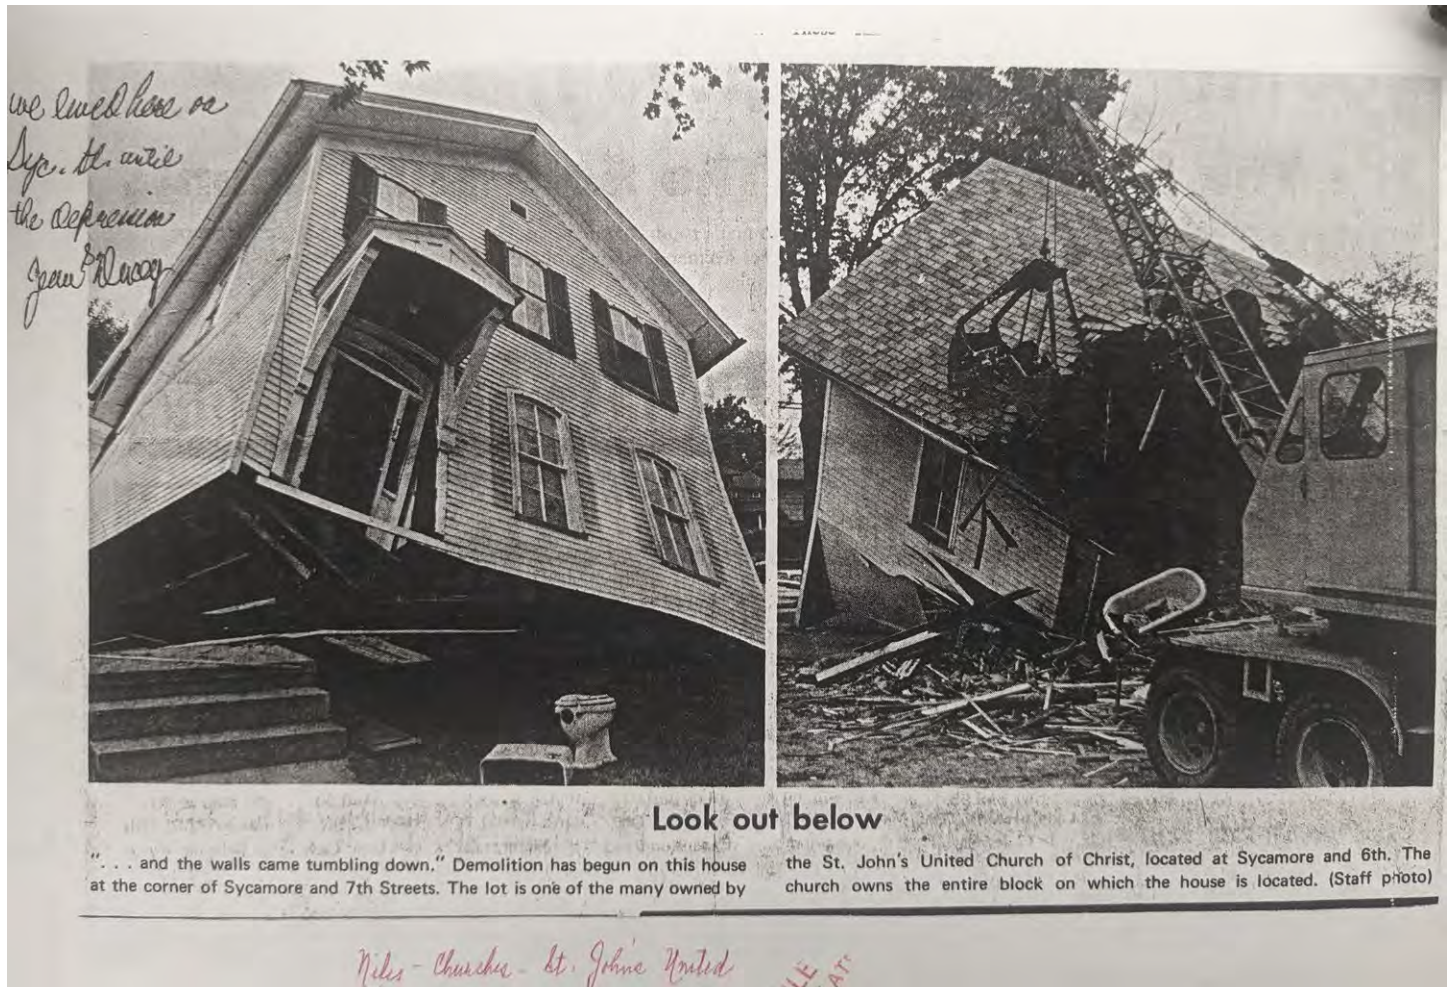 we lived here on
Syc. St. until
the depression
Jean
Look out below
". . . and the walls came tumbling down." Demolition has begun on this house
at the corner of Sycamore and 7th Streets. The lot is one of the many owned by
the St. John's United Church of Christ, located at Sycamore and 6th. The
church owns the entire block on which the house is located. (Staff photo)
Niles - Churches - St. John's United